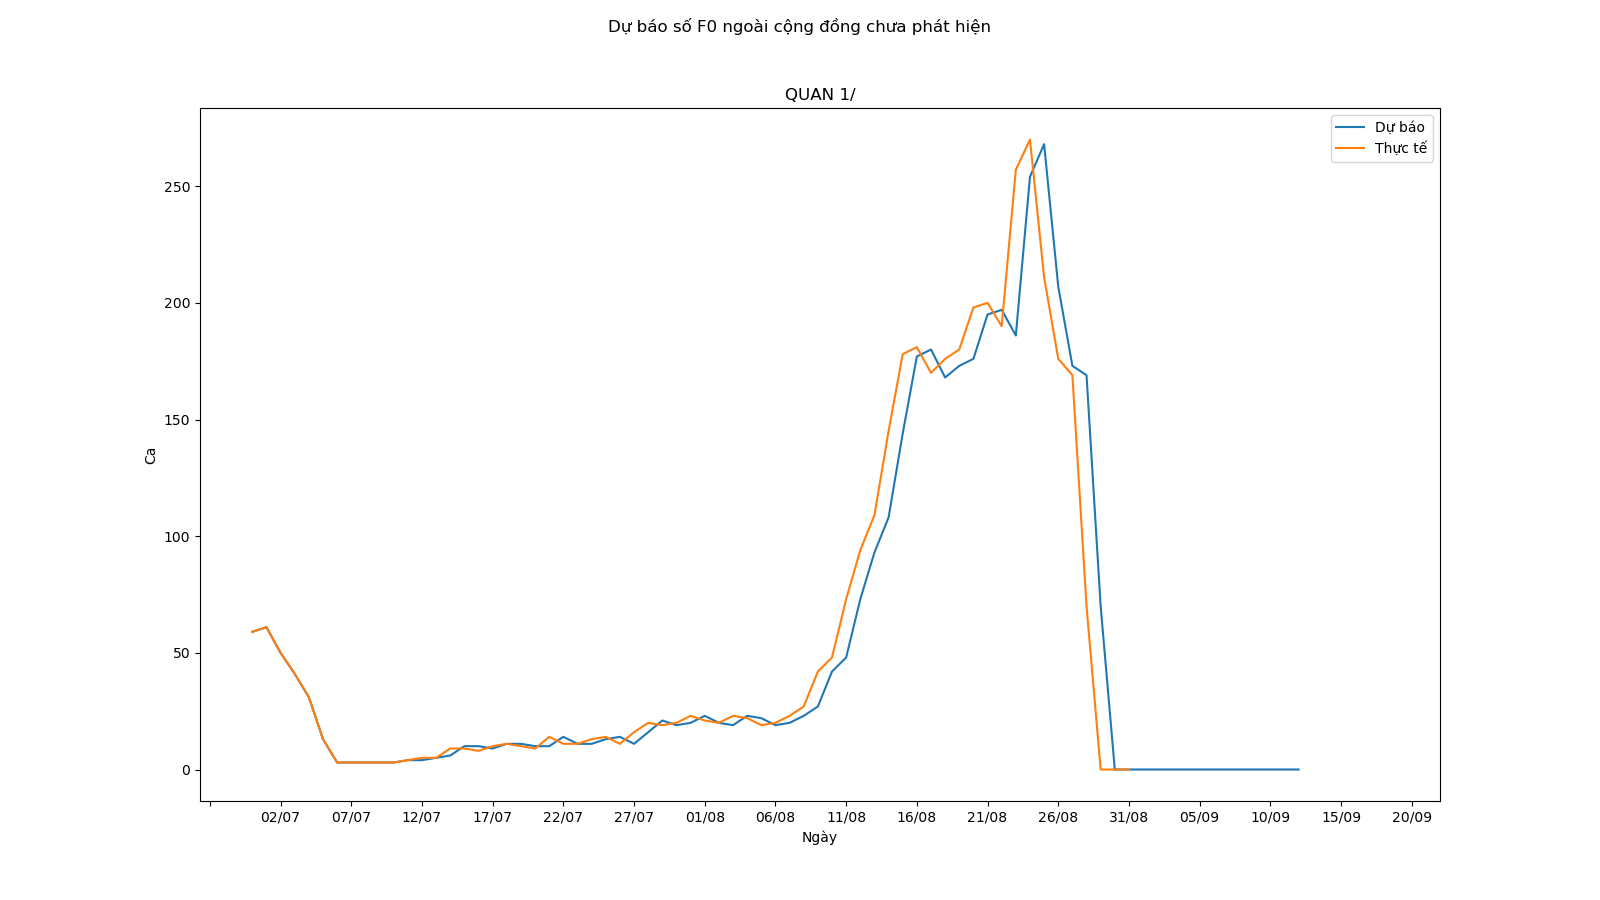 Dự báo số F0 ngoài cộng đồng chưa phát hiện
QUAN 1/
Dự báo
Thực tế
250
200
150
100
50
0
Ca
02/07 07/07 12/07 17/07 22/07 27/07 01/08 06/08 11/08 16/08 21/08 26/08 31/08 05/09 10/09 15/09 20/09
Ngày